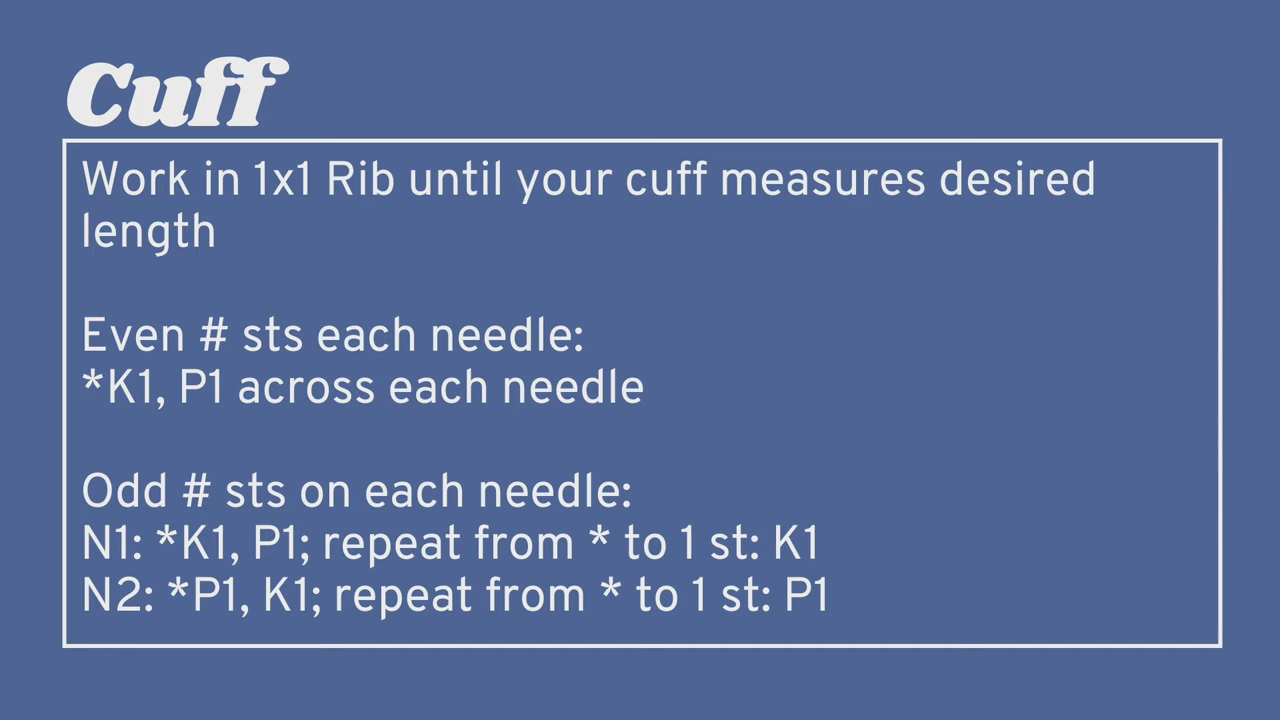 Cuff
Work in 1x1 Rib until your cuff measures desired
length
Even # sts each needle:
*K1, P1 across each needle
Odd # sts on each needle:
N1: *K1, P1; repeat from * to 1 st: K1
N2: *P1, K1; repeat from * to 1 st: P1